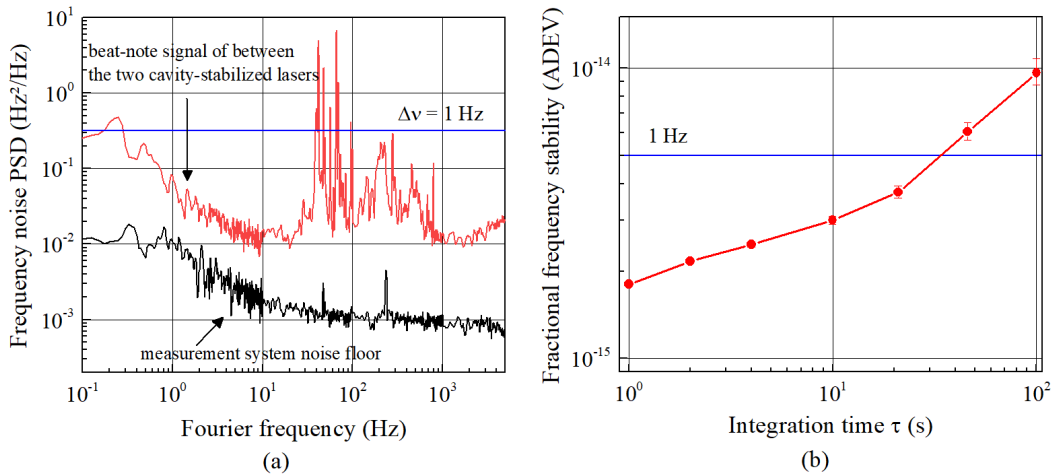 10¹
10⁰
10⁻¹
10⁻²
10⁻³
Frequency noise PSD (Hz²/Hz)
beat-note signal of between
the two cavity-stabilized lasers
Δν = 1 Hz
measurement system noise floor
10⁻¹ 10⁰ 10¹ 10² 10³
Fourier frequency (Hz)
(a)
Fractional frequency stability (ADEV)
10⁻¹⁴
10⁻¹⁵
1 Hz
10⁰ 10¹ 10²
Integration time τ (s)
(b)